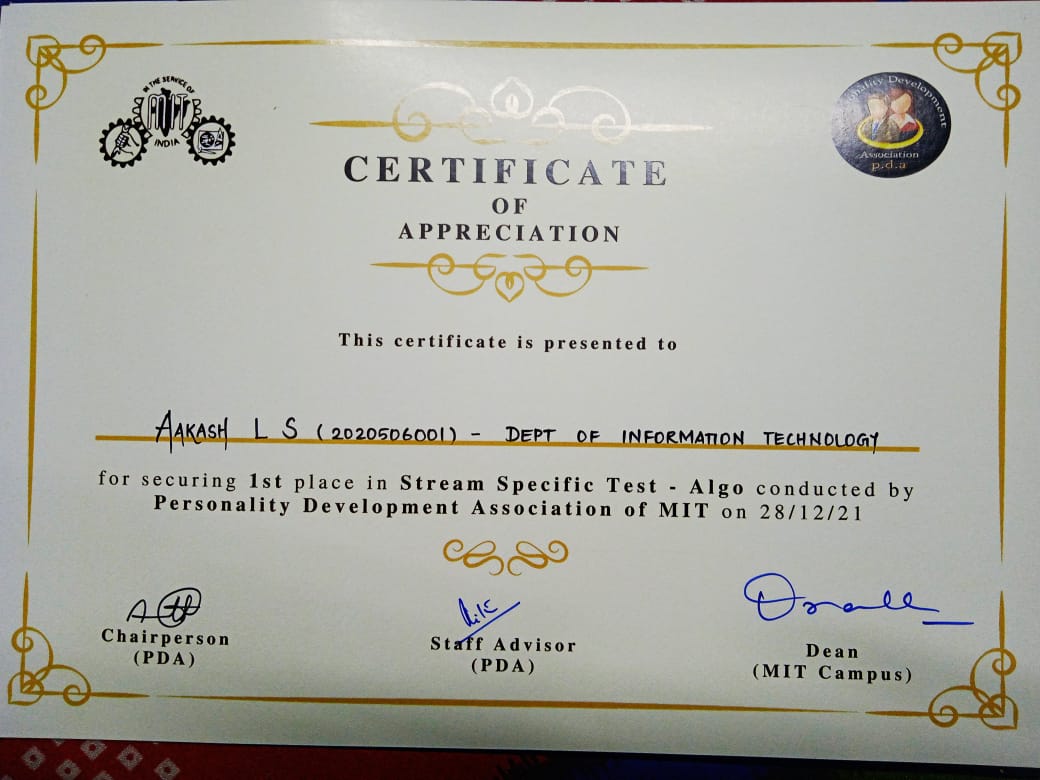 IN THE SERVICE OF
MIT
INDIA
nality Development
Association
p.d.a
CERTIFICATE
OF
APPRECIATION
This certificate is presented to
AAKASH L S (2020506001) - DEPT OF INFORMATION TECHNOLOGY
for securing 1st place in Stream Specific Test - Algo conducted by
Personality Development Association of MIT on 28/12/21
Chairperson
(PDA)
Staff Advisor
(PDA)
Dean
(MIT Campus)